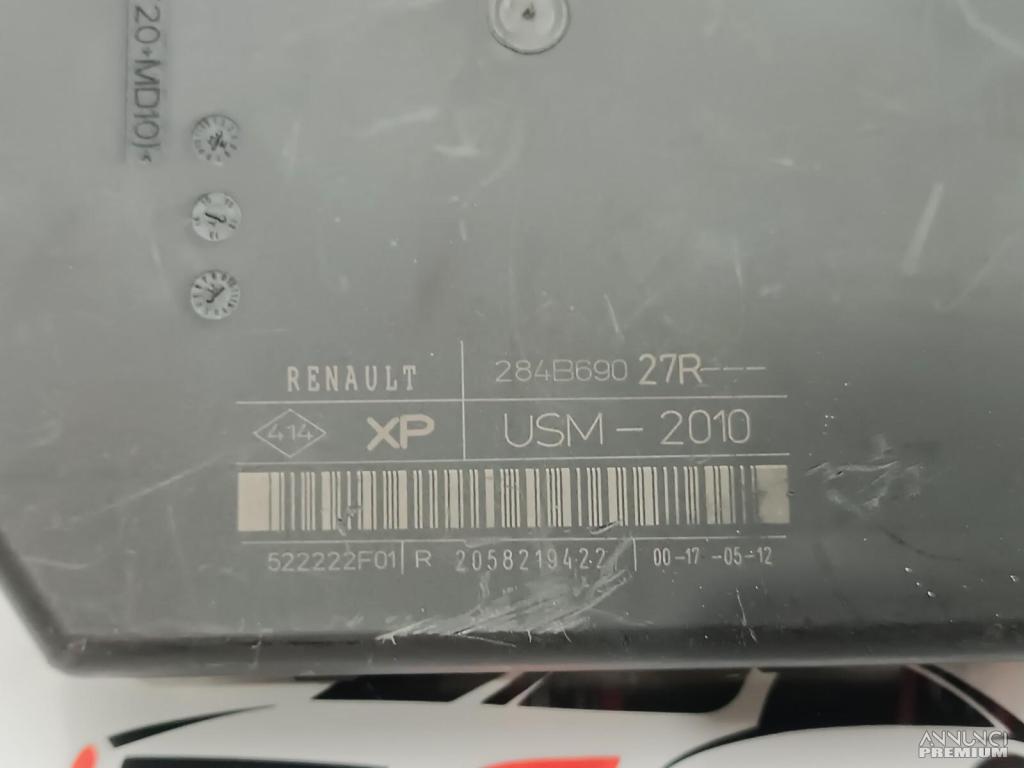 20+MD10)<
RENAULT 284B690 27R---
414 XP USM - 2010
522222F01 R 2058219422 00-17-05-12
ANNUNCI
PREMIUM